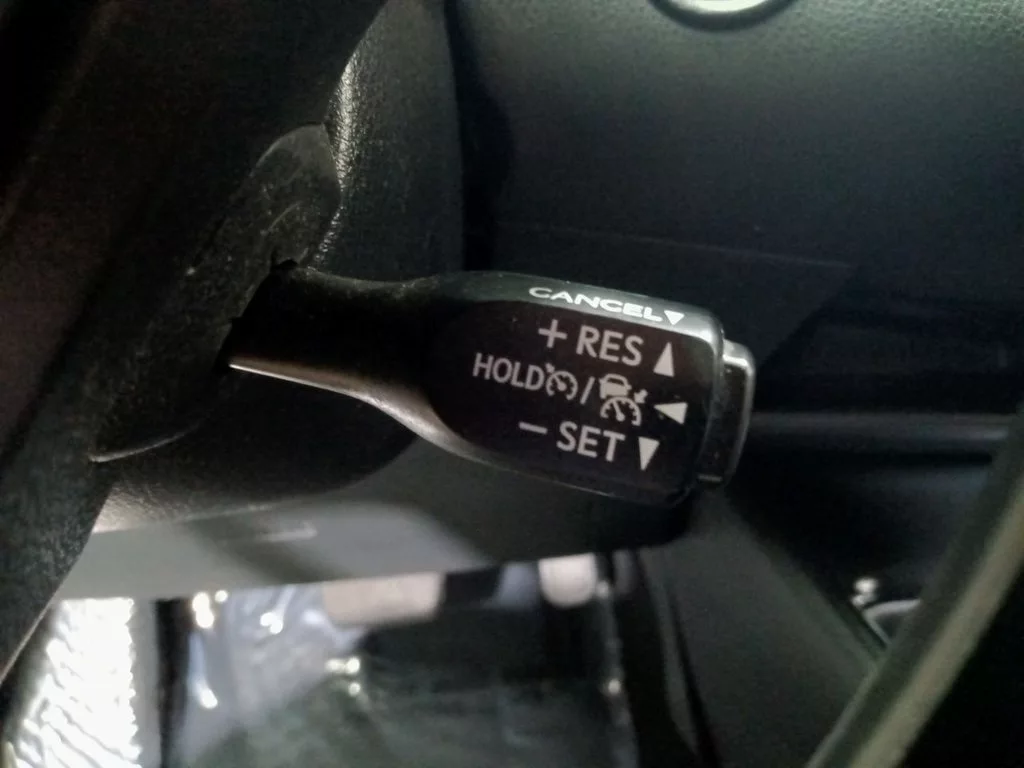 CANCEL▼
+ RES ▲
HOLD / ◀
− SET ▼